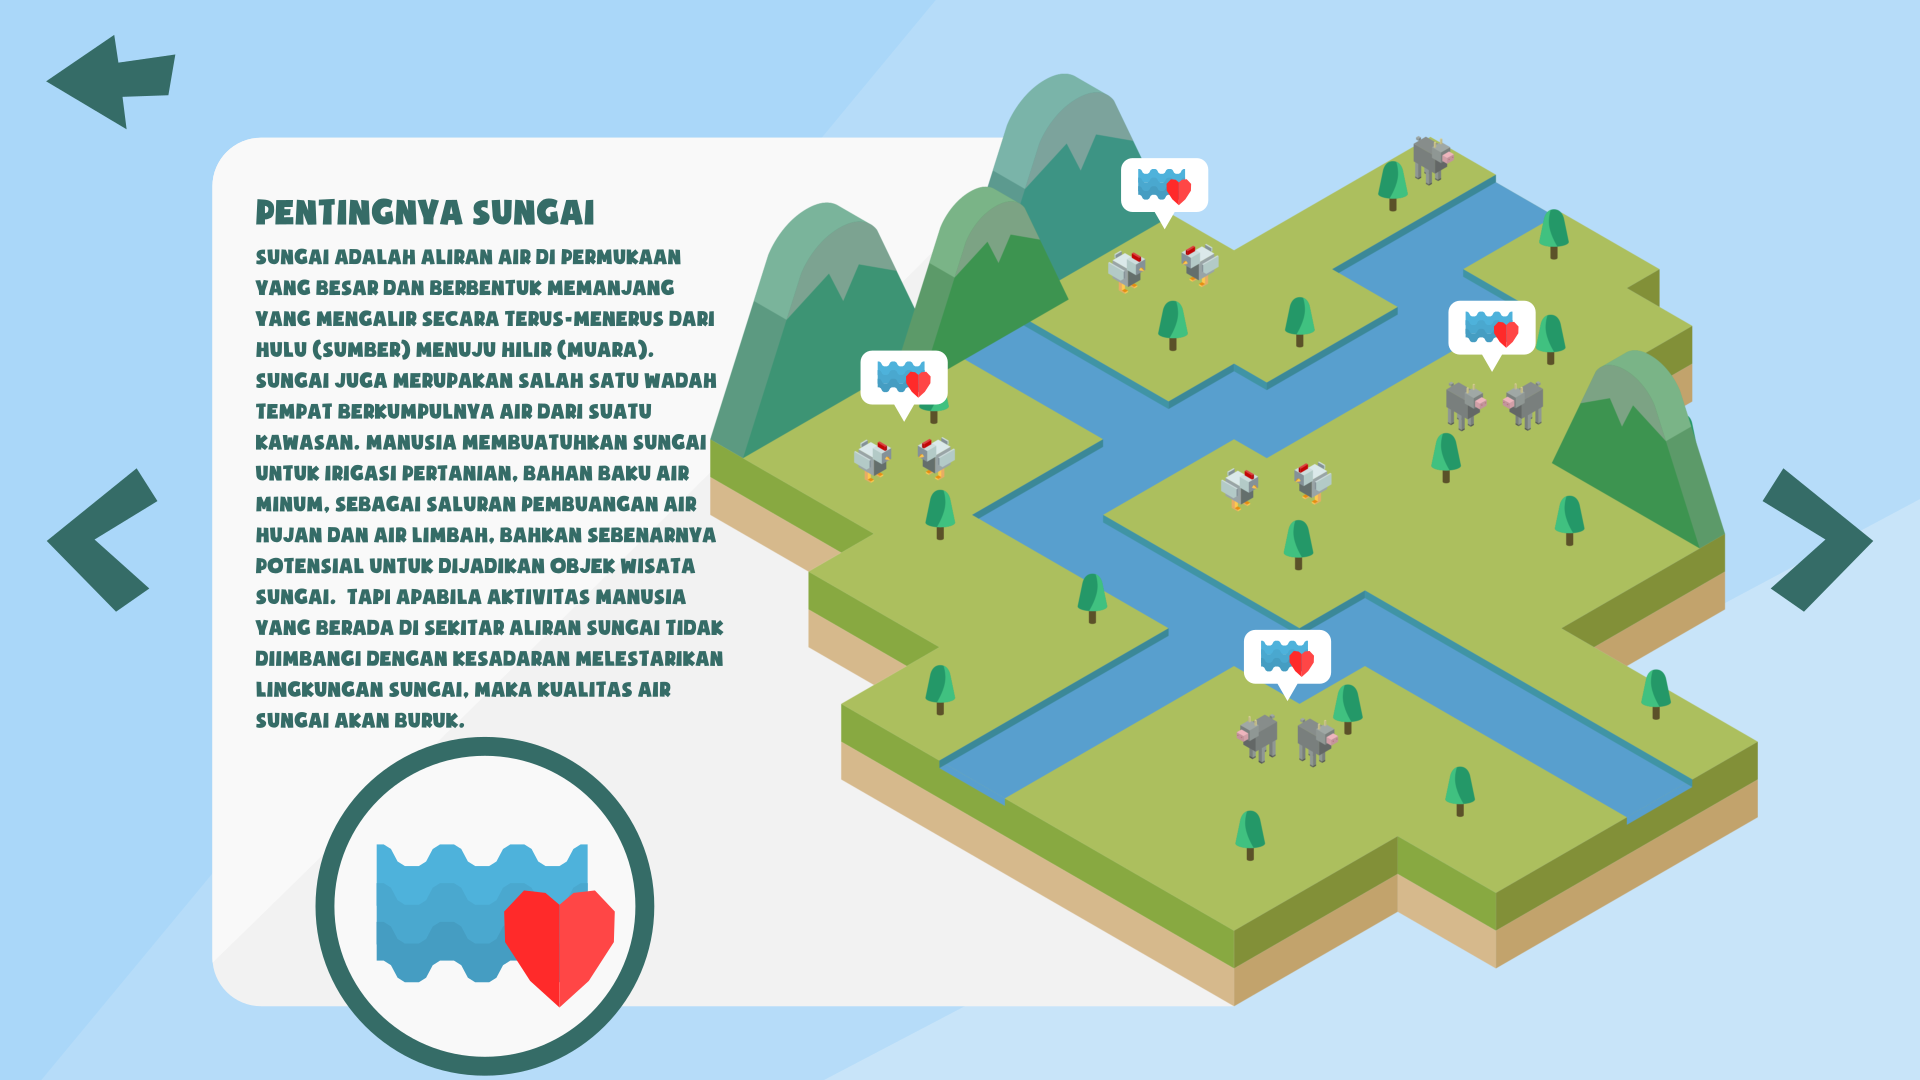 PENTINGNYA SUNGAI
SUNGAI ADALAH ALIRAN AIR DI PERMUKAAN
YANG BESAR DAN BERBENTUK MEMANJANG
YANG MENGALIR SECARA TERUS-MENERUS DARI
HULU (SUMBER) MENUJU HILIR (MUARA).
SUNGAI JUGA MERUPAKAN SALAH SATU WADAH
TEMPAT BERKUMPULNYA AIR DARI SUATU
KAWASAN. MANUSIA MEMBUATUHKAN SUNGAI
UNTUK IRIGASI PERTANIAN, BAHAN BAKU AIR
MINUM, SEBAGAI SALURAN PEMBUANGAN AIR
HUJAN DAN AIR LIMBAH, BAHKAN SEBENARNYA
POTENSIAL UNTUK DIJADIKAN OBJEK WISATA
SUNGAI. TAPI APABILA AKTIVITAS MANUSIA
YANG BERADA DI SEKITAR ALIRAN SUNGAI TIDAK
DIIMBANGI DENGAN KESADARAN MELESTARIKAN
LINGKUNGAN SUNGAI, MAKA KUALITAS AIR
SUNGAI AKAN BURUK.